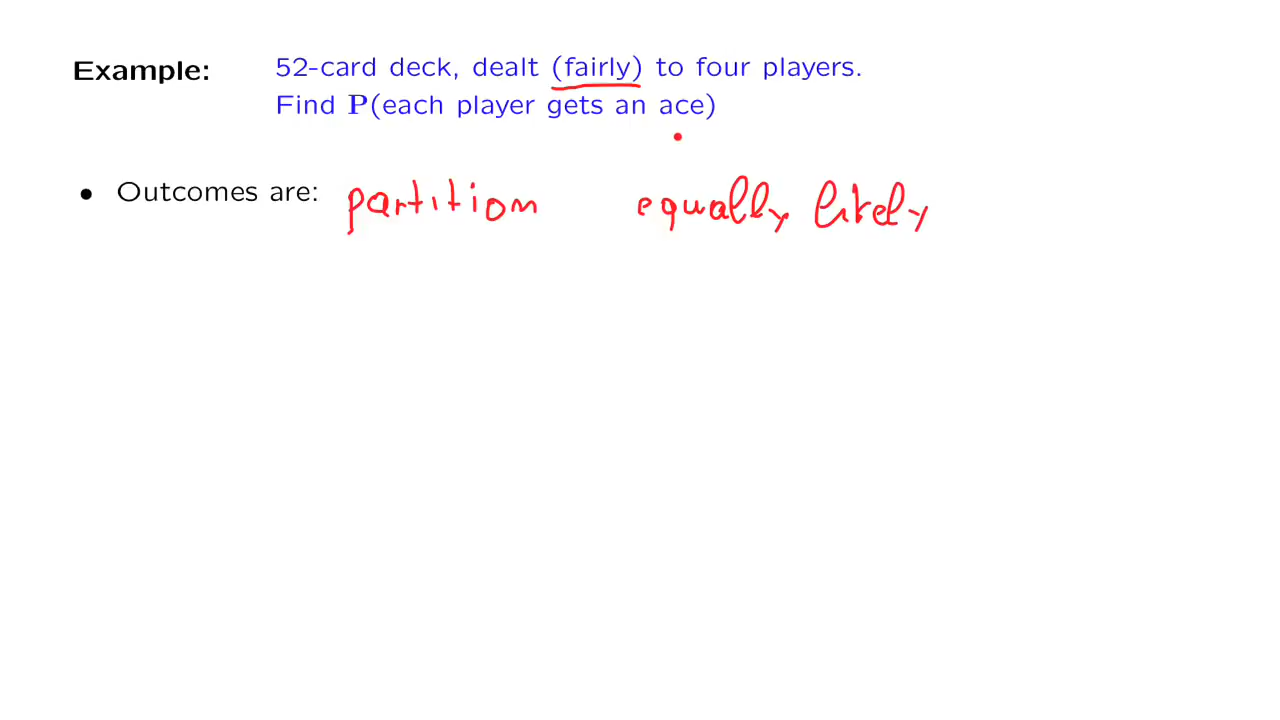 Example: 52-card deck, dealt (fairly) to four players.
Find P(each player gets an ace)
• Outcomes are: partition equally likely